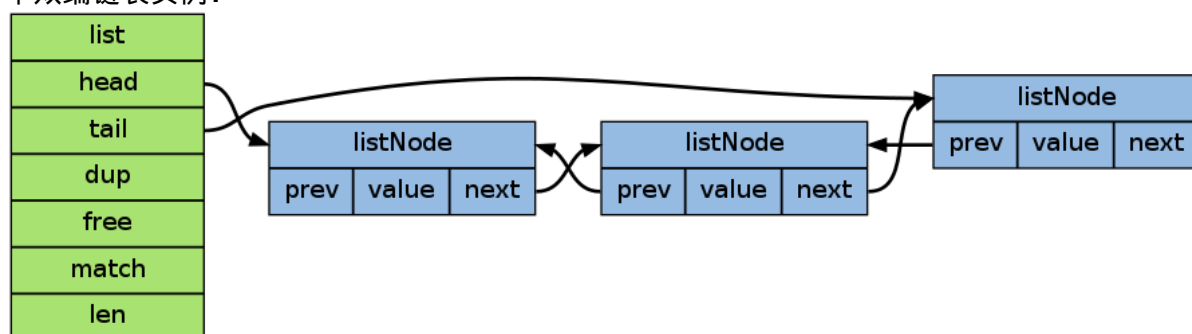 list
head
tail
dup
free
match
len
listNode
prev value next
listNode
prev value next
listNode
prev value next